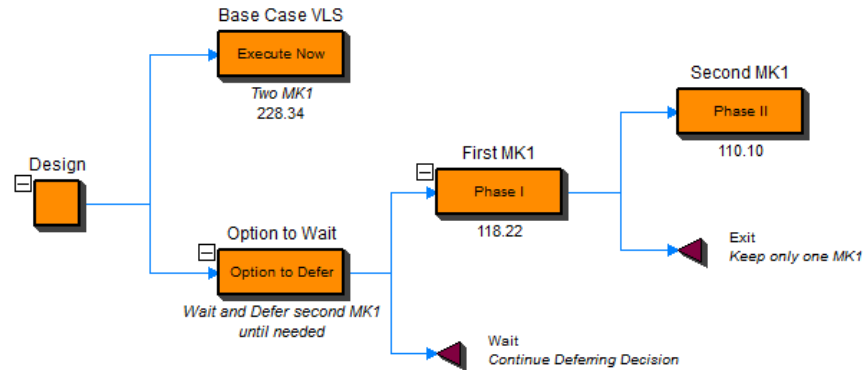 Base Case VLS
Execute Now
Two MK1
228.34
Second MK1
Phase II
110.10
Design
First MK1
Phase I
118.22
Option to Wait
Option to Defer
Wait and Defer second MK1
until needed
Exit
Keep only one MK1
Wait
Continue Deferring Decision